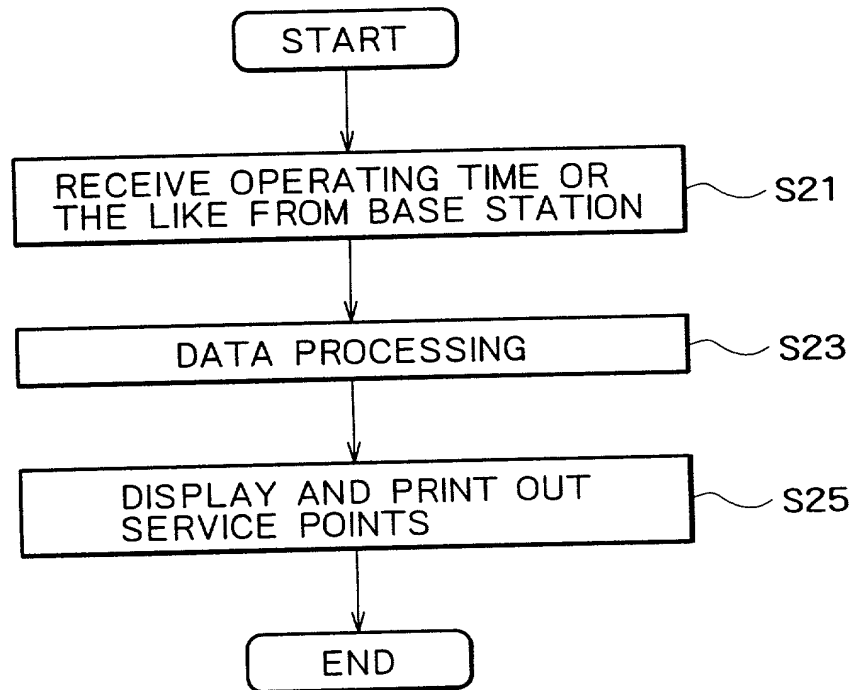 START
RECEIVE OPERATING TIME OR
THE LIKE FROM BASE STATION
S21
DATA PROCESSING
S23
DISPLAY AND PRINT OUT
SERVICE POINTS
S25
END